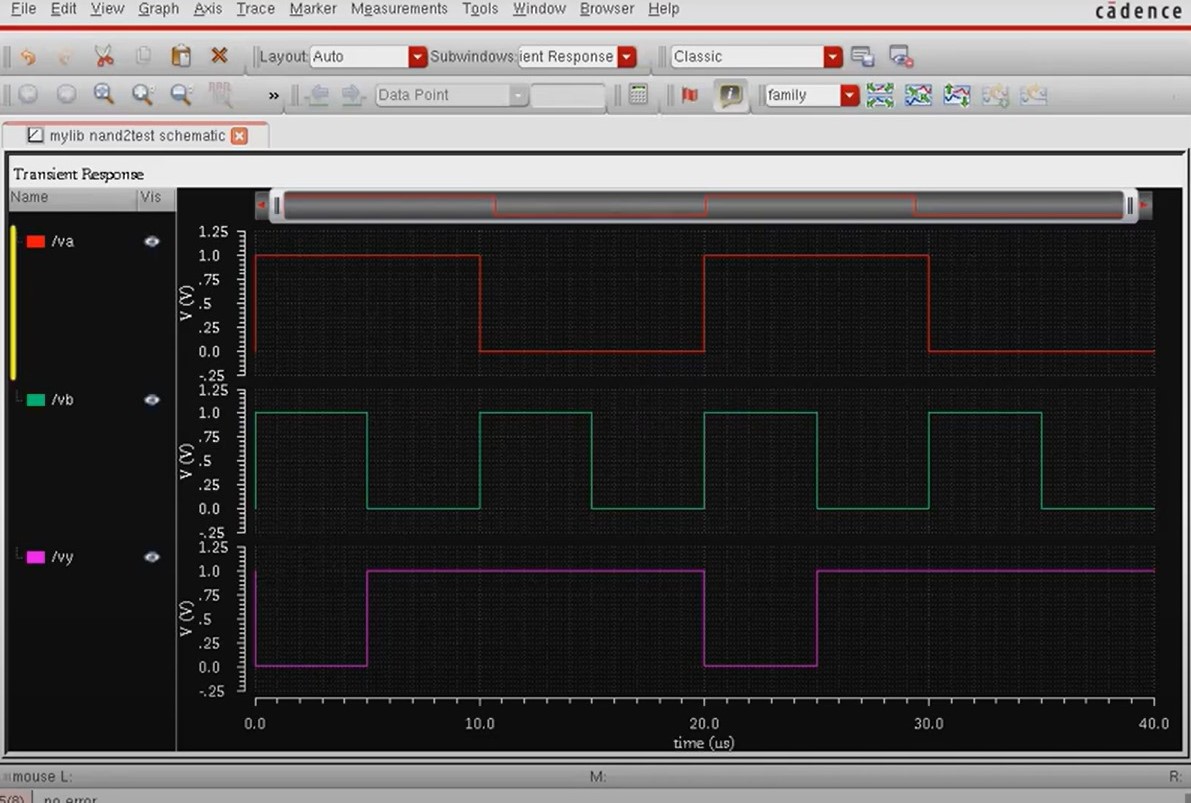 File Edit View Graph Axis Trace Marker Measurements Tools Window Browser Help cādence
Layout: Auto Subwindows: ient Response Classic
» Data Point family
mylib nand2test schematic
Transient Response
Name Vis
/va
1.25
1.0
.75
.5
.25
0.0
-.25
V (V)
/vb
1.25
1.0
.75
.5
.25
0.0
-.25
V (V)
/vy
1.25
1.0
.75
.5
.25
0.0
-.25
V (V)
0.0 10.0 20.0 30.0 40.0
time (us)
mouse L: M: R:
5(8) no error